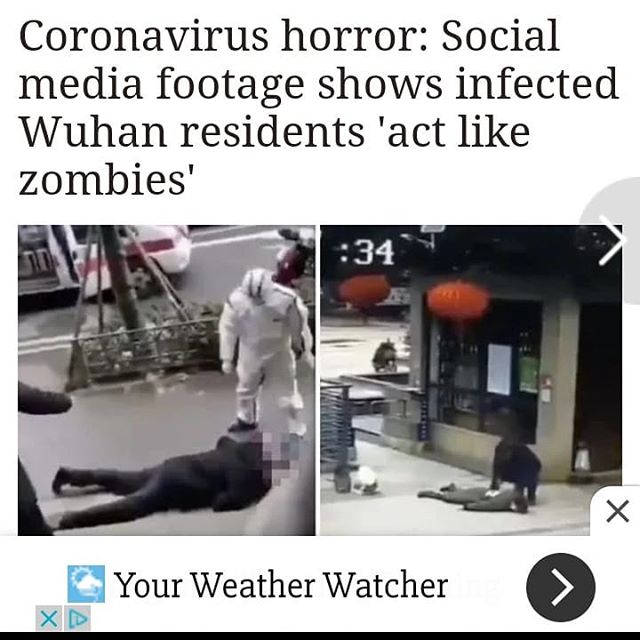 Coronavirus horror: Social
media footage shows infected
Wuhan residents 'act like
zombies'
:34
Your Weather Watcher